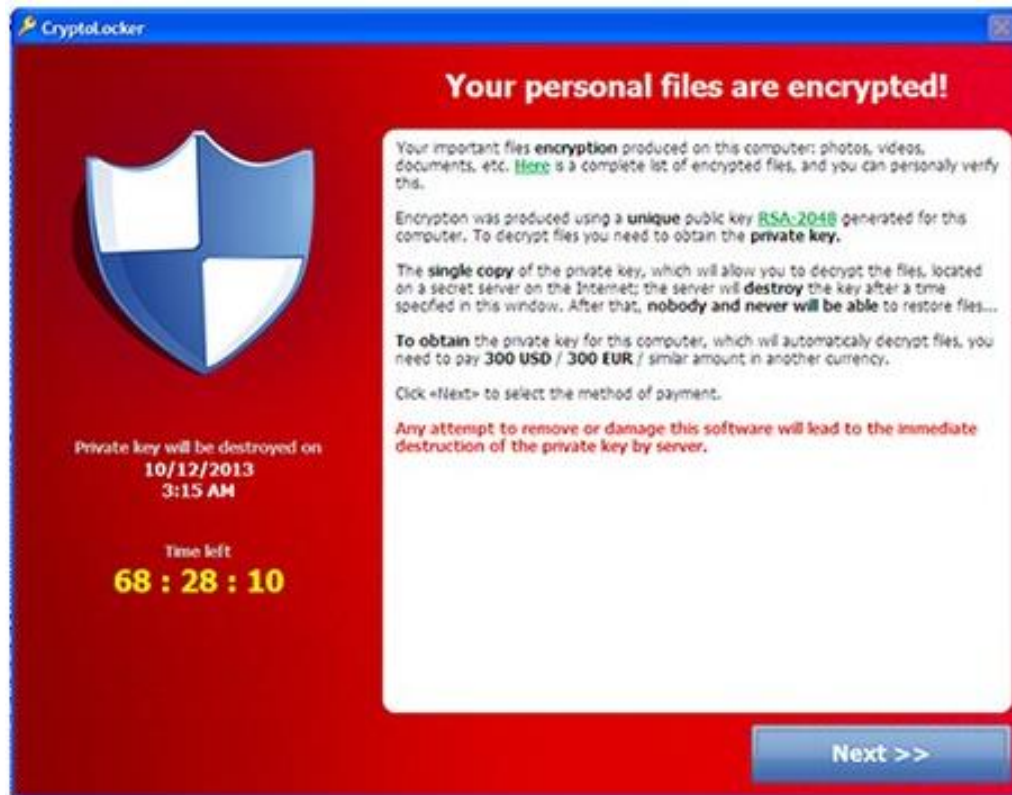 CryptoLocker
Your personal files are encrypted!
Your important files encryption produced on this computer: photos, videos,
documents, etc. Here is a complete list of encrypted files, and you can personaly verify
this.
Encryption was produced using a unique public key RSA-2048 generated for this
computer. To decrypt files you need to obtain the private key.
The single copy of the private key, which will allow you to decrypt the files, located
on a secret server on the Internet; the server will destroy the key after a time
specified in this window. After that, nobody and never will be able to restore files...
To obtain the private key for this computer, which will automatically decrypt files, you
need to pay 300 USD / 300 EUR / similar amount in another currency.
Click «Next» to select the method of payment.
Any attempt to remove or damage this software will lead to the immediate
destruction of the private key by server.
Private key will be destroyed on
10/12/2013
3:15 AM
Time left
68 : 28 : 10
Next >>